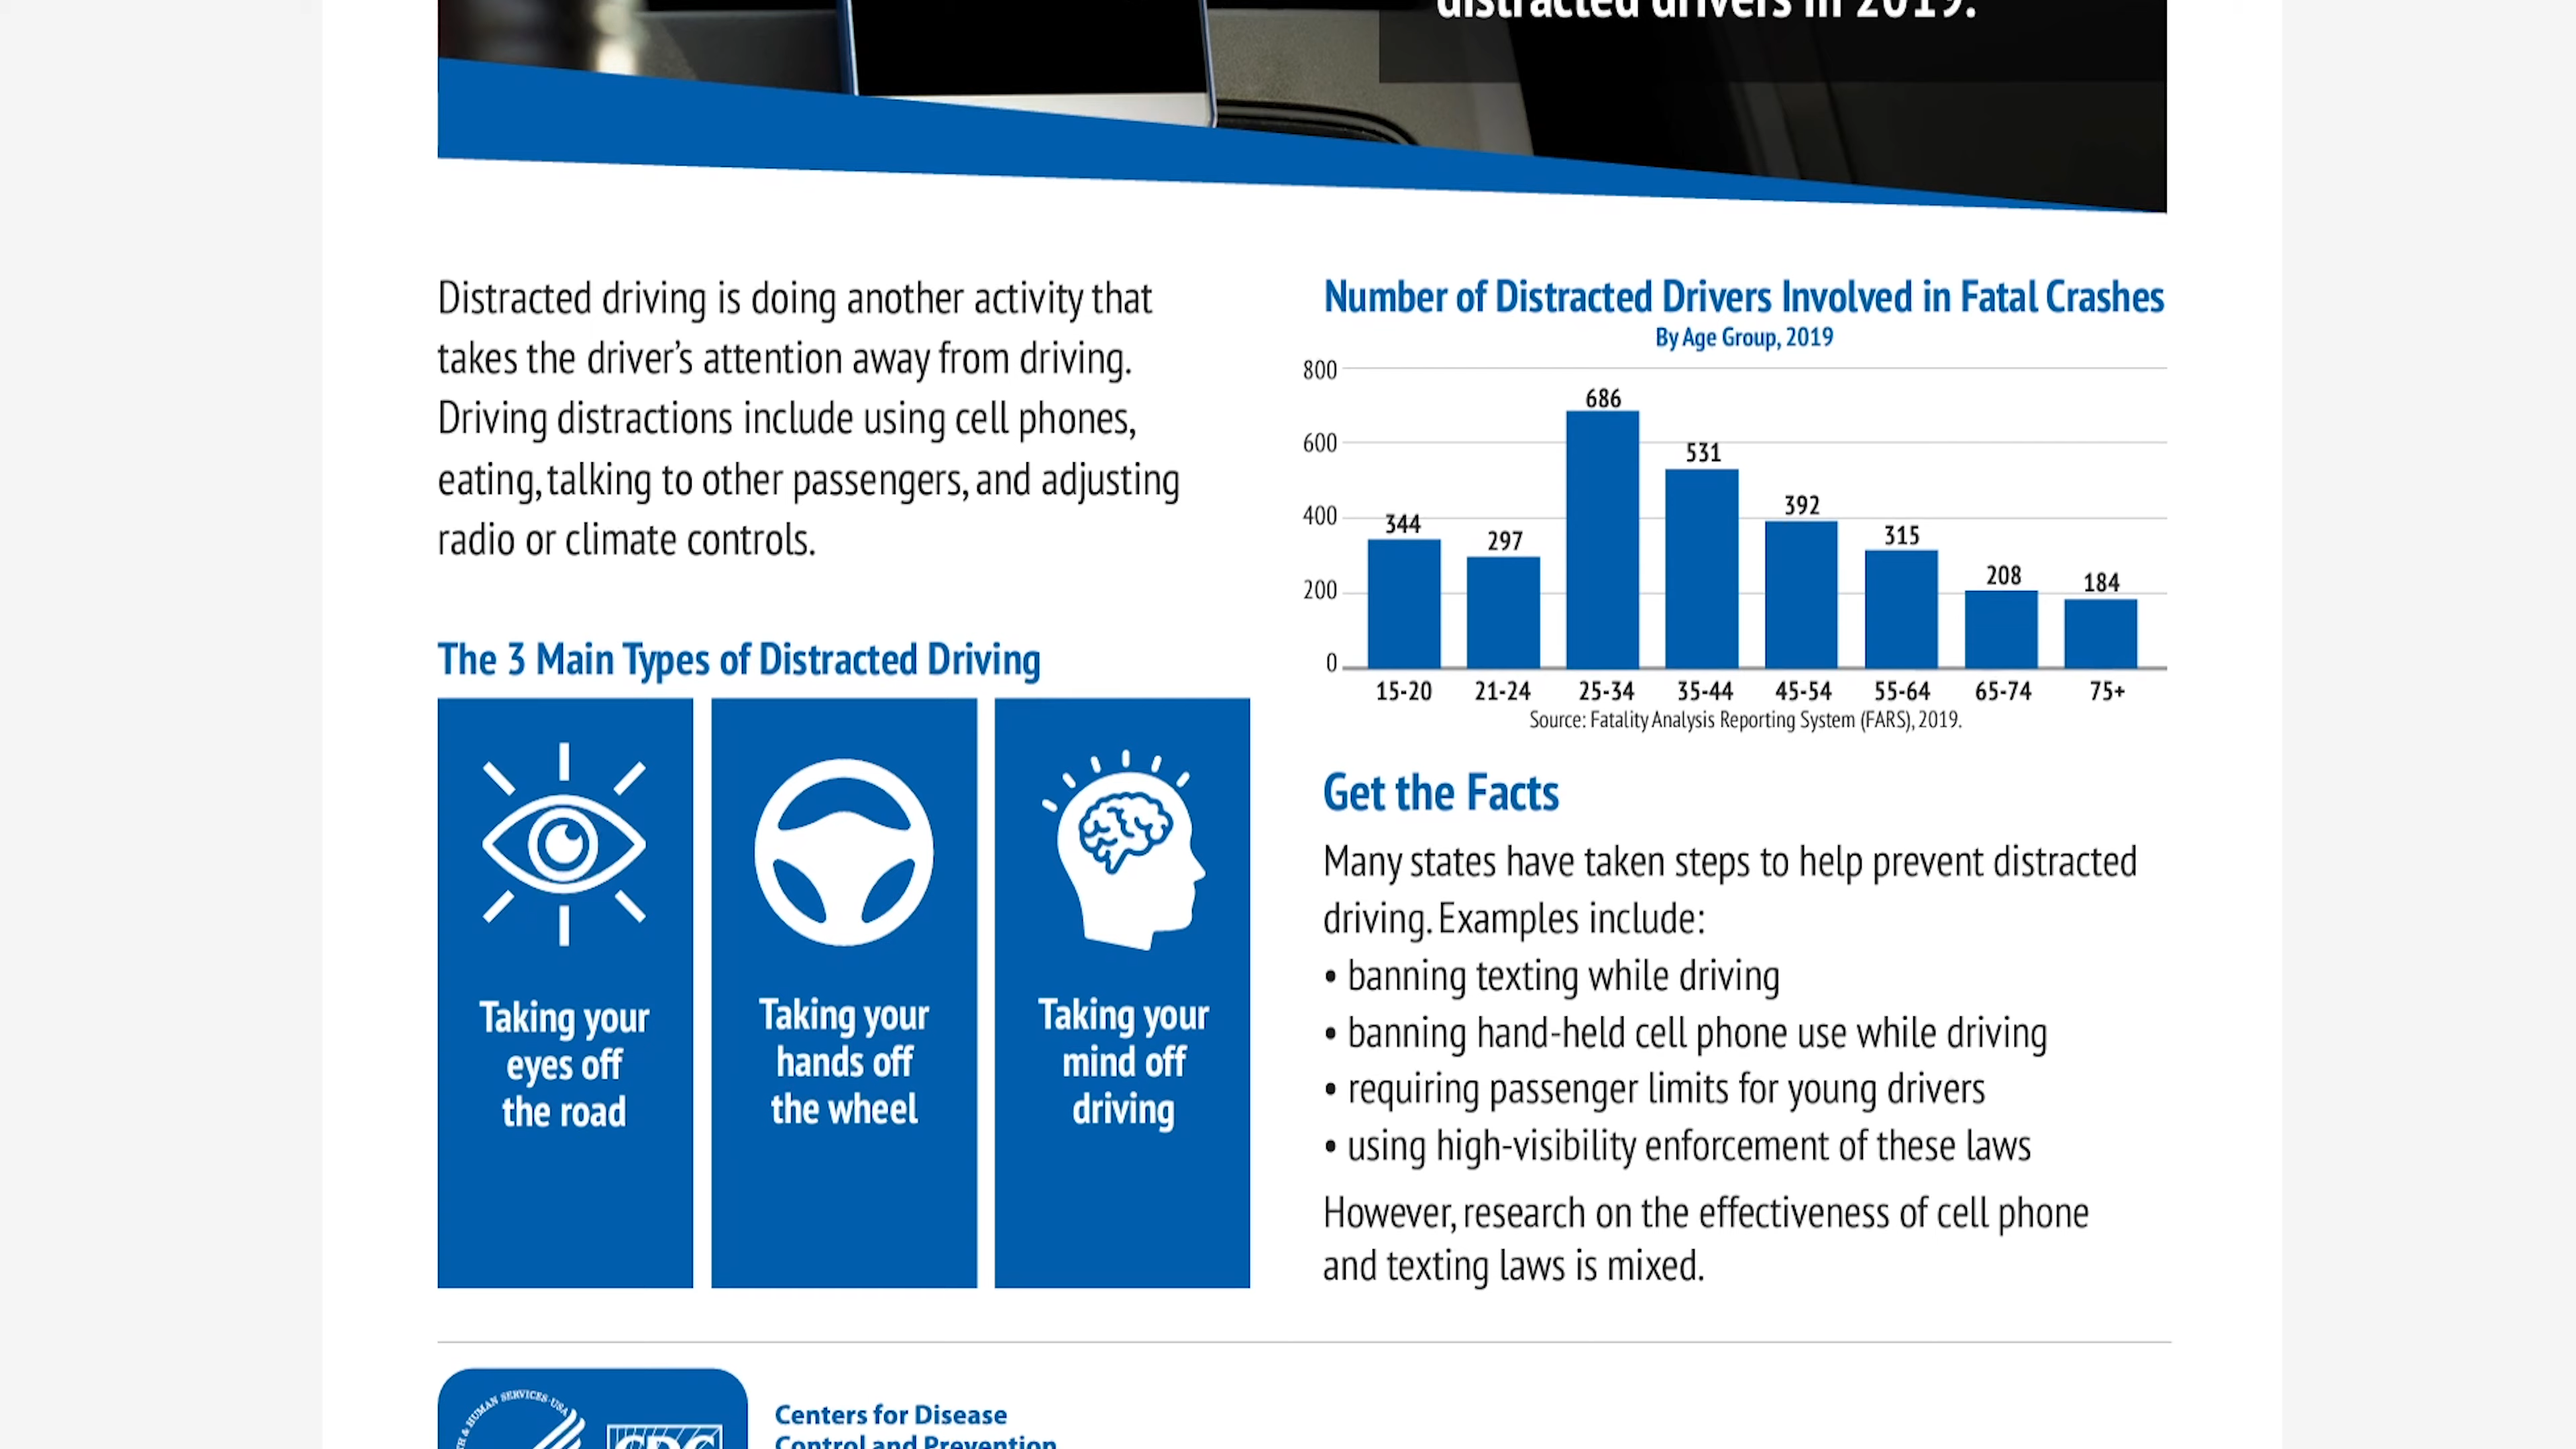 distracted drivers in 2019.
Distracted driving is doing another activity that
takes the driver's attention away from driving.
Driving distractions include using cell phones,
eating, talking to other passengers, and adjusting
radio or climate controls.
The 3 Main Types of Distracted Driving
Taking your
eyes off
the road
Taking your
hands off
the wheel
Taking your
mind off
driving
Number of Distracted Drivers Involved in Fatal Crashes
By Age Group, 2019
800
600
400
200
0
344
297
686
531
392
315
208
184
15-20 21-24 25-34 35-44 45-54 55-64 65-74 75+
Source: Fatality Analysis Reporting System (FARS), 2019.
Get the Facts
Many states have taken steps to help prevent distracted
driving. Examples include:
• banning texting while driving
• banning hand-held cell phone use while driving
• requiring passenger limits for young drivers
• using high-visibility enforcement of these laws
However, research on the effectiveness of cell phone
and texting laws is mixed.
& HUMAN SERVICES·USA
CDC
Centers for Disease
Control and Prevention